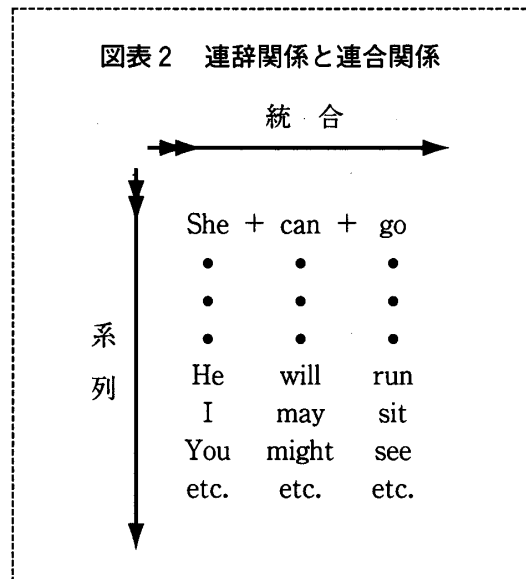 図表2 連辞関係と連合関係
統 合
She + can + go
系
列
He will run
I may sit
You might see
etc. etc. etc.